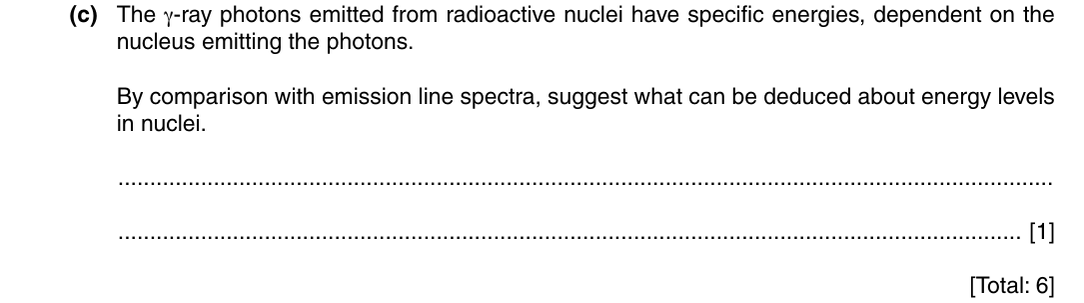 (c) The γ-ray photons emitted from radioactive nuclei have specific energies, dependent on the
nucleus emitting the photons.
By comparison with emission line spectra, suggest what can be deduced about energy levels
in nuclei.
..........................................................................................
.......................................................................................... [1]
[Total: 6]